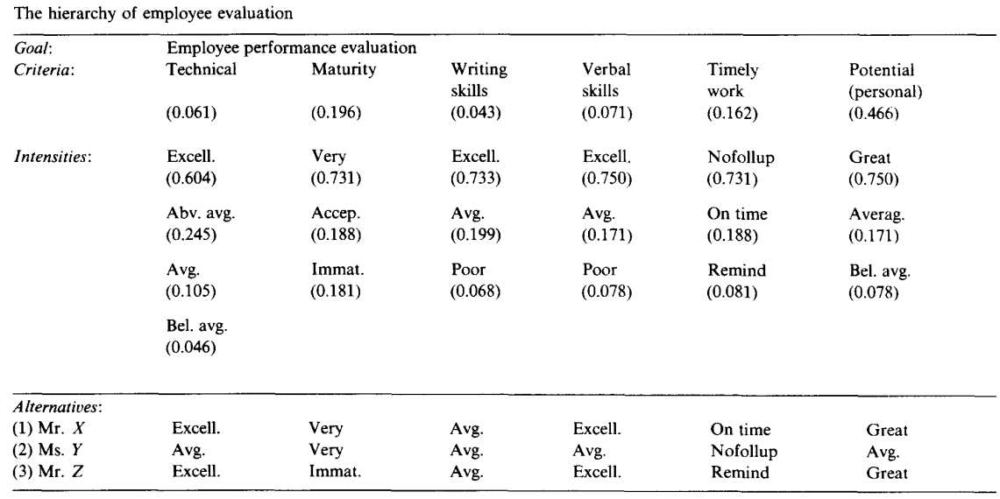 The hierarchy of employee evaluation
Goal: Employee performance evaluation
Criteria: Technical Maturity Writing Verbal Timely Potential
skills skills work (personal)
(0.061) (0.196) (0.043) (0.071) (0.162) (0.466)
Intensities: Excell. Very Excell. Excell. Nofollup Great
(0.604) (0.731) (0.733) (0.750) (0.731) (0.750)
Abv. avg. Accep. Avg. Avg. On time Averag.
(0.245) (0.188) (0.199) (0.171) (0.188) (0.171)
Avg. Immat. Poor Poor Remind Bel. avg.
(0.105) (0.181) (0.068) (0.078) (0.081) (0.078)
Bel. avg.
(0.046)
Alternatives:
(1) Mr. X Excell. Very Avg. Excell. On time Great
(2) Ms. Y Avg. Very Avg. Avg. Nofollup Avg.
(3) Mr. Z Excell. Immat. Avg. Excell. Remind Great